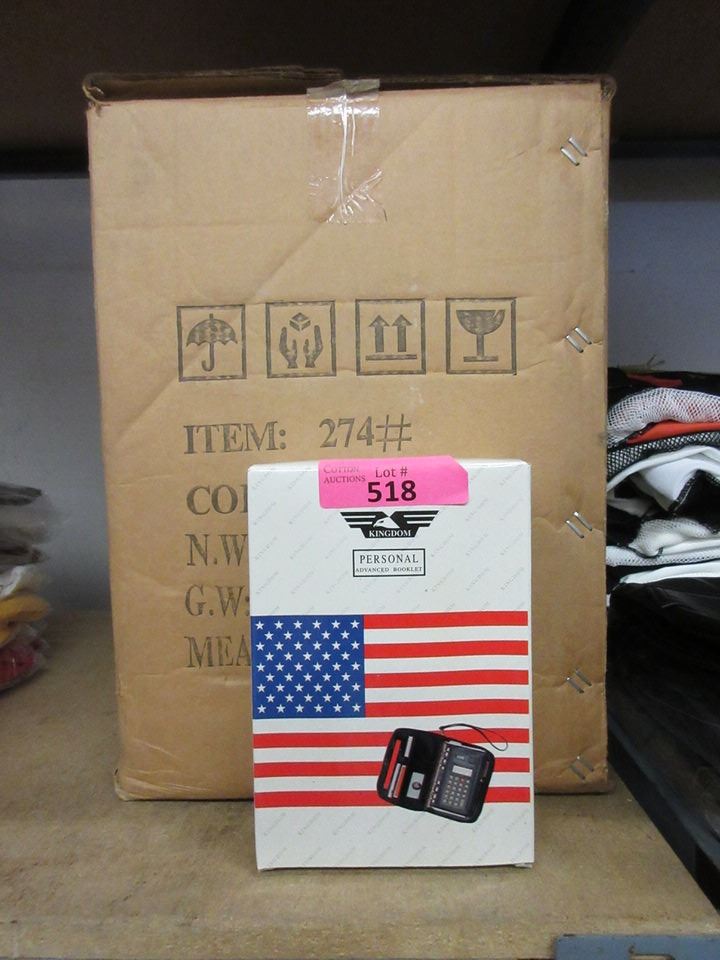 ITEM: 274#
CO
N.W
G.W:
MEA
COTTON
AUCTIONS
Lot #
518
KINGDOM
PERSONAL
ADVANCED BOOKLET